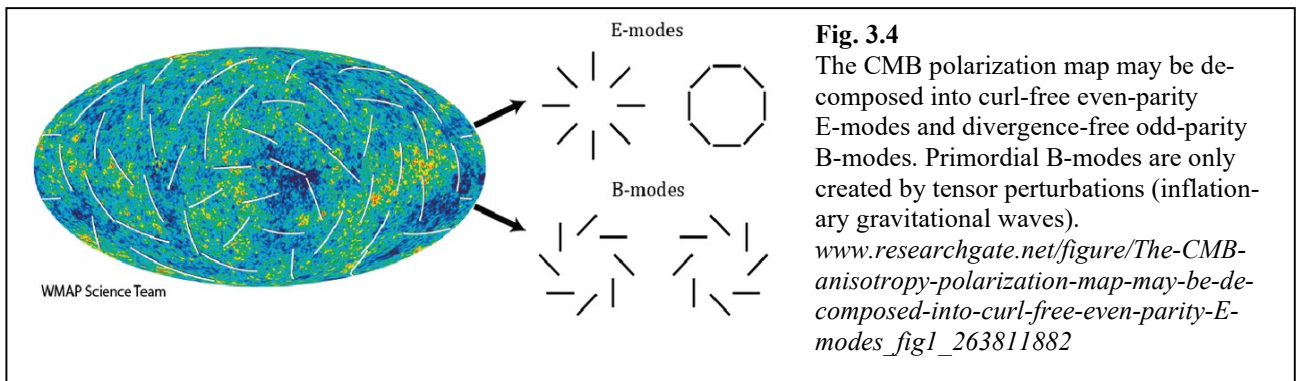 E-modes
B-modes
WMAP Science Team
Fig. 3.4
The CMB polarization map may be de-
composed into curl-free even-parity
E-modes and divergence-free odd-parity
B-modes. Primordial B-modes are only
created by tensor perturbations (inflation-
ary gravitational waves).
www.researchgate.net/figure/The-CMB-
anisotropy-polarization-map-may-be-de-
composed-into-curl-free-even-parity-E-
modes_fig1_263811882